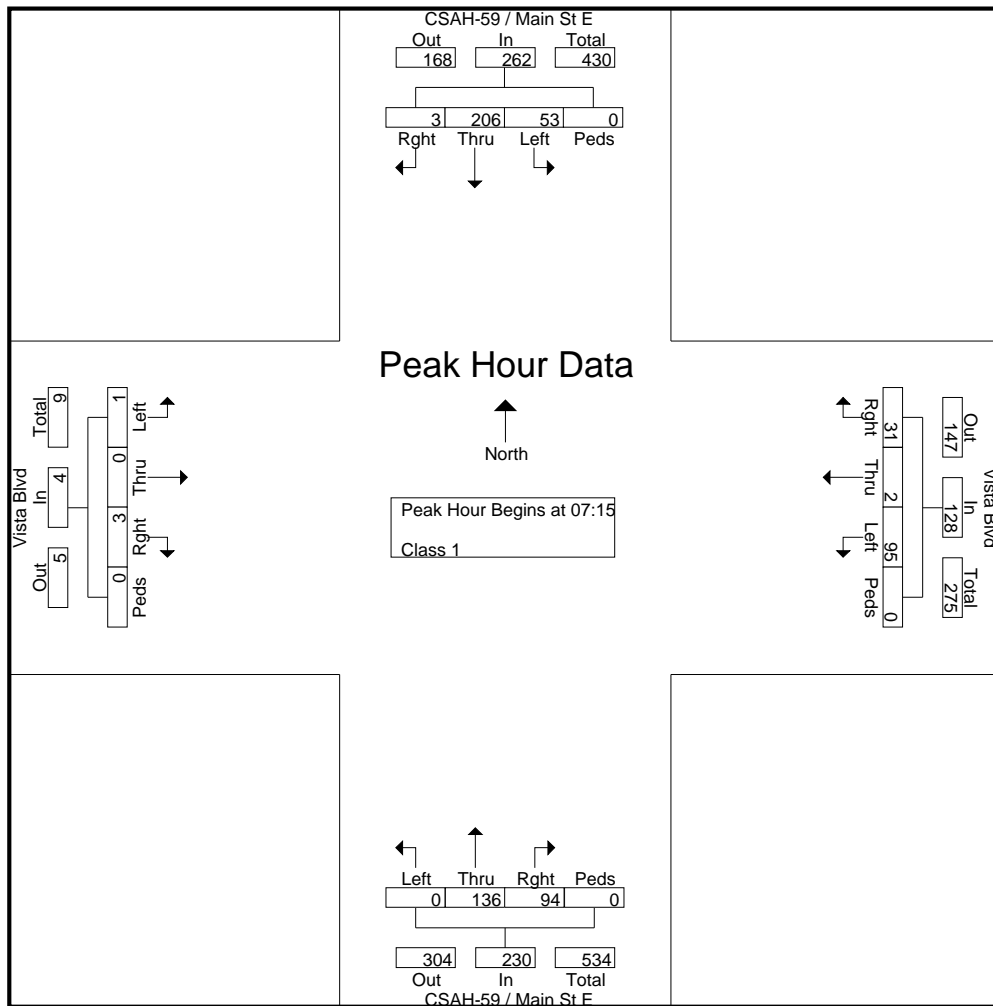 CSAH-59 / Main St E
Out In Total
168 262 430
3 206 53 0
Rght Thru Left Peds
Peak Hour Data
North
Peak Hour Begins at 07:15
Class 1
Vista Blvd
Total In Out
9 4 5
1 0 3 0
Left Thru Rght Peds
Vista Blvd
Out In Total
147 128 275
31 2 95 0
Rght Thru Left Peds
Left Thru Rght Peds
0 136 94 0
304 230 534
Out In Total
CSAH-59 / Main St E